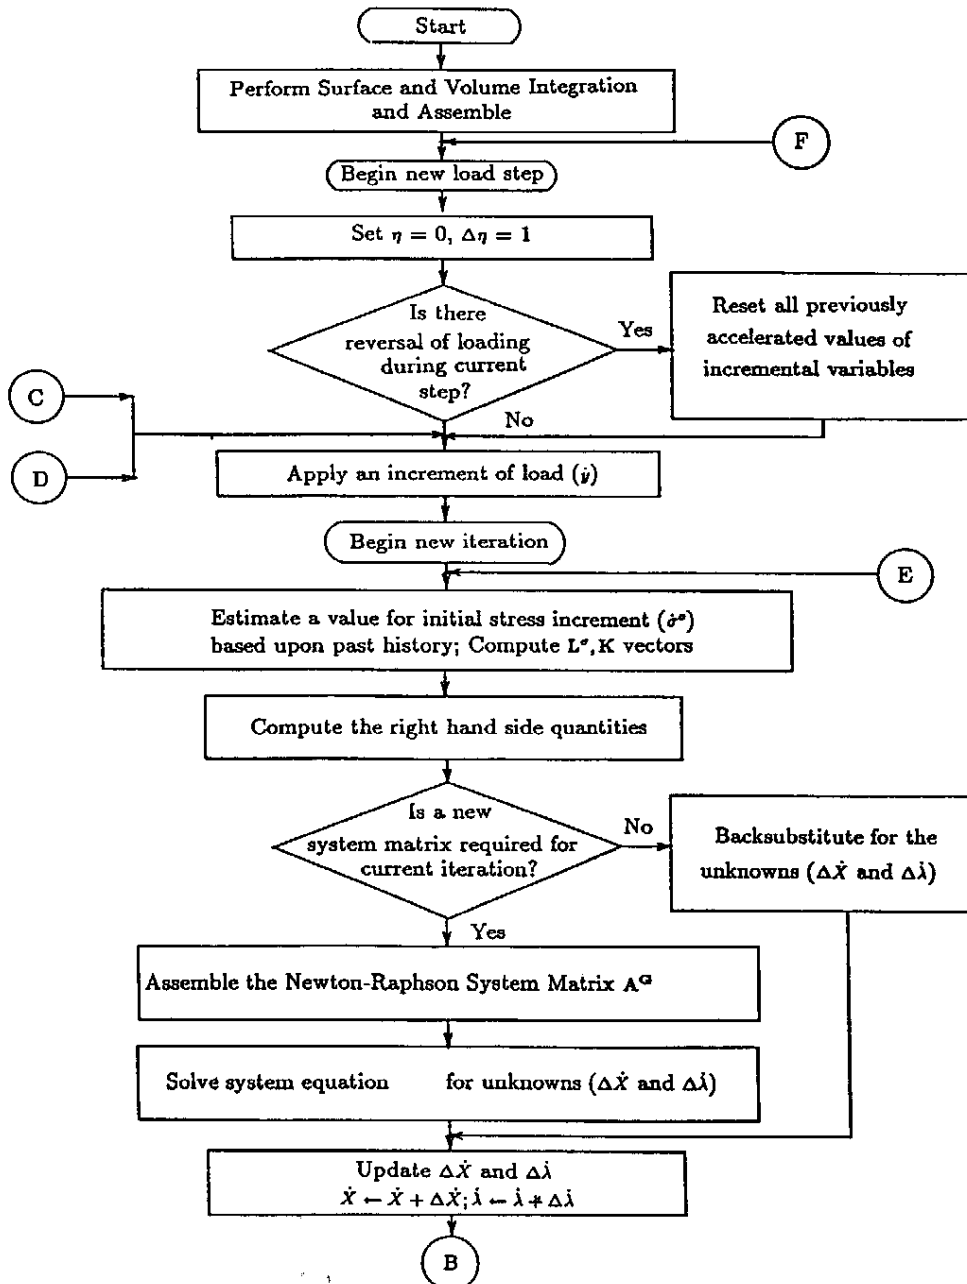 Start
Perform Surface and Volume Integration
and Assemble
F
Begin new load step
Set η = 0, Δη = 1
Is there
reversal of loading
during current
step?
Yes
Reset all previously
accelerated values of
incremental variables
No
C
D
Apply an increment of load (ẏ)
Begin new iteration
E
Estimate a value for initial stress increment (σ̇ᵒ)
based upon past history; Compute Lᵟ, K vectors
Compute the right hand side quantities
Is a new
system matrix required for
current iteration?
No
Backsubstitute for the
unknowns (ΔẊ and Δλ̇)
Yes
Assemble the Newton-Raphson System Matrix Aᴳ
Solve system equation for unknowns (ΔẊ and Δλ̇)
Update ΔẊ and Δλ̇
Ẋ ← Ẋ + ΔẊ; λ̇ ← λ̇ + Δλ̇
B